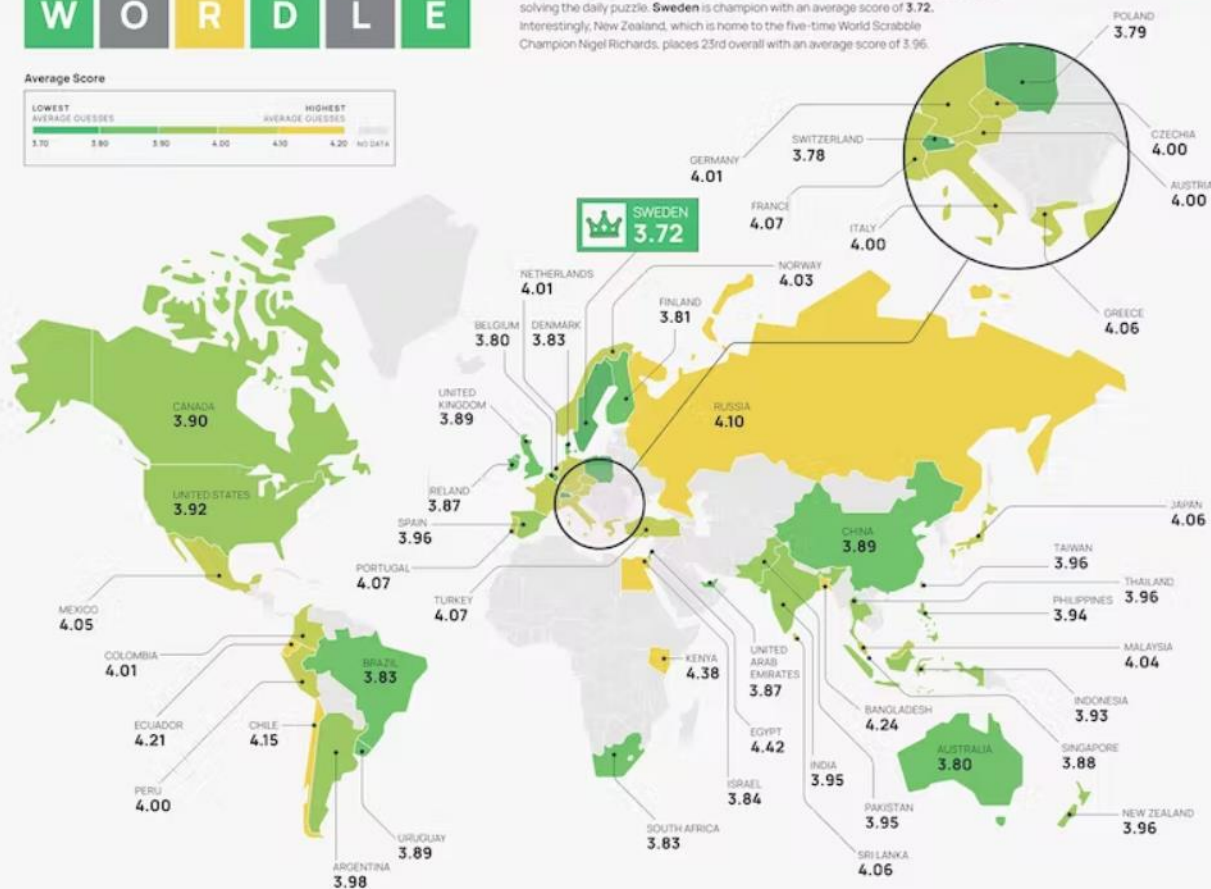 WORDLE
solving the daily puzzle. Sweden is champion with an average score of 3.72.
Interestingly, New Zealand, which is home to the five-time World Scrabble
Champion Nigel Richards, places 23rd overall with an average score of 3.96.
Average Score
LOWEST
AVERAGE GUESSES
HIGHEST
AVERAGE GUESSES
3.70 3.80 3.90 4.00 4.10 4.20 NO DATA
POLAND
3.79
GERMANY
4.01
SWITZERLAND
3.78
CZECHIA
4.00
AUSTRIA
4.00
FRANCE
4.07
ITALY
4.00
GREECE
4.06
SWEDEN
3.72
NETHERLANDS
4.01
NORWAY
4.03
BELGIUM
3.80
DENMARK
3.83
FINLAND
3.81
UNITED
KINGDOM
3.89
CANADA
3.90
RUSSIA
4.10
UNITED STATES
3.92
IRELAND
3.87
SPAIN
3.96
PORTUGAL
4.07
TURKEY
4.07
CHINA
3.89
JAPAN
4.06
TAIWAN
3.96
THAILAND
3.96
PHILIPPINES
3.94
MALAYSIA
4.04
INDONESIA
3.93
SINGAPORE
3.88
MEXICO
4.05
COLOMBIA
4.01
ECUADOR
4.21
PERU
4.00
CHILE
4.15
BRAZIL
3.83
URUGUAY
3.89
ARGENTINA
3.98
KENYA
4.38
UNITED
ARAB
EMIRATES
3.87
EGYPT
4.42
ISRAEL
3.84
SOUTH AFRICA
3.83
BANGLADESH
4.24
INDIA
3.95
PAKISTAN
3.95
SRI LANKA
4.06
AUSTRALIA
3.80
NEW ZEALAND
3.96